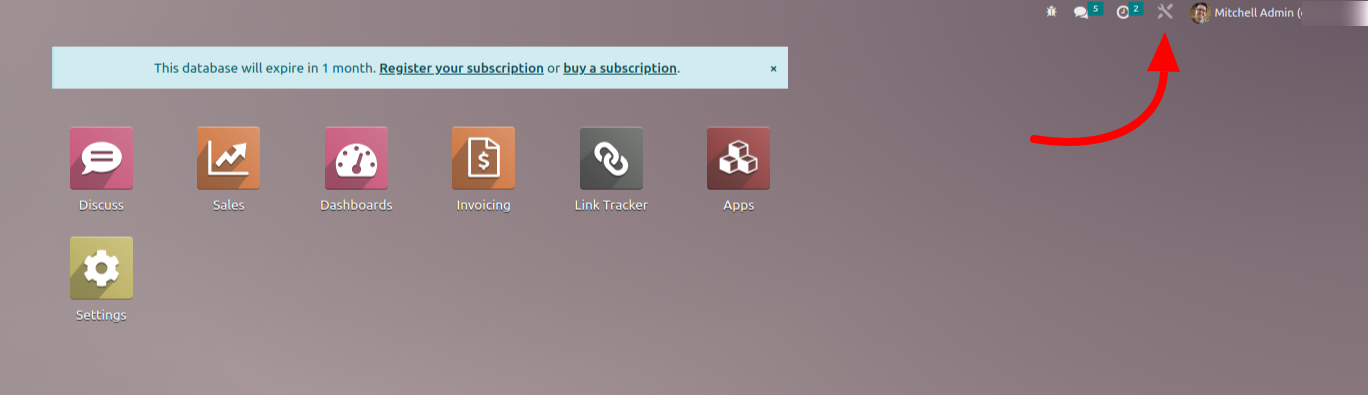 5
2
Mitchell Admin (
This database will expire in 1 month. Register your subscription or buy a subscription. ×
Discuss
Sales
Dashboards
Invoicing
Link Tracker
Apps
Settings